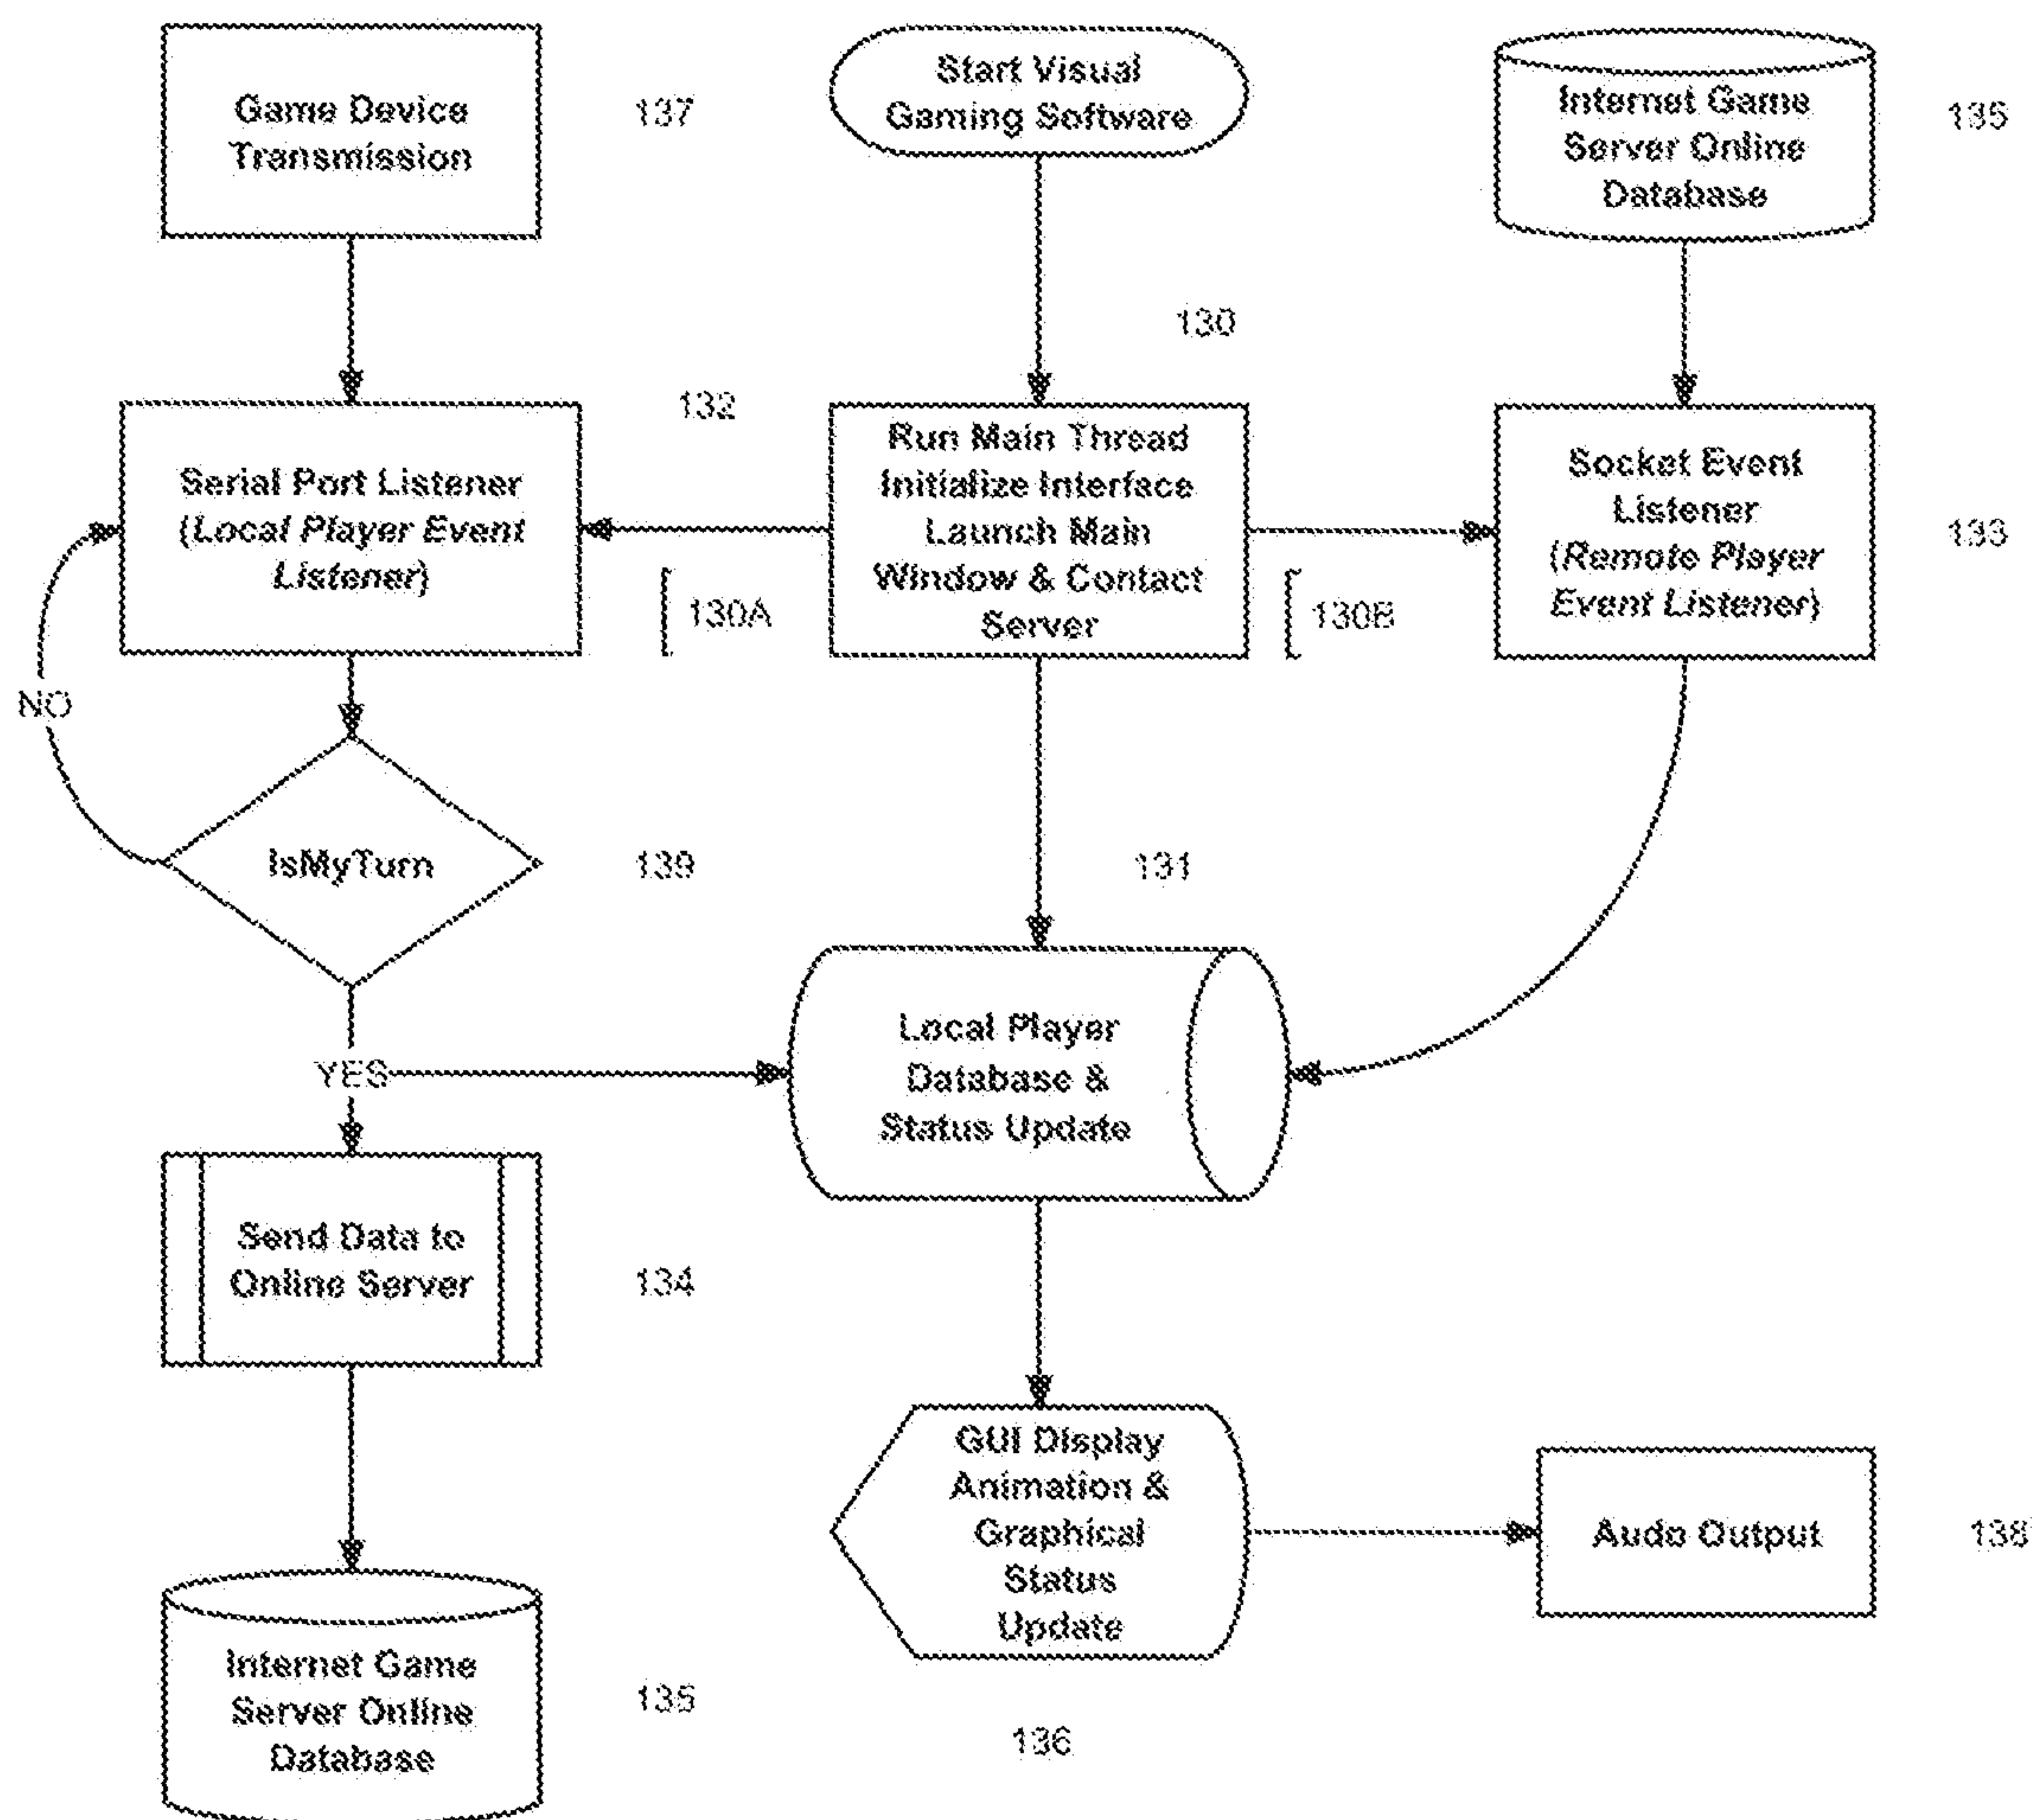 Game Device
Transmission
137
Start Visual
Gaming Software
Internet Game
Server Online
Database
135
130
132
Serial Port Listener
(Local Player Event
Listener)
Run Main Thread
Initialize Interface
Launch Main
Window & Contact
Server
Socket Event
Listener
(Remote Player
Event Listener)
133
130A
130B
NO
IsMyTurn
139
131
YES
Local Player
Database &
Status Update
Send Data to
Online Server
134
GUI Display
Animation &
Graphical
Status
Update
Audo Output
138
Internet Game
Server Online
Database
135
136